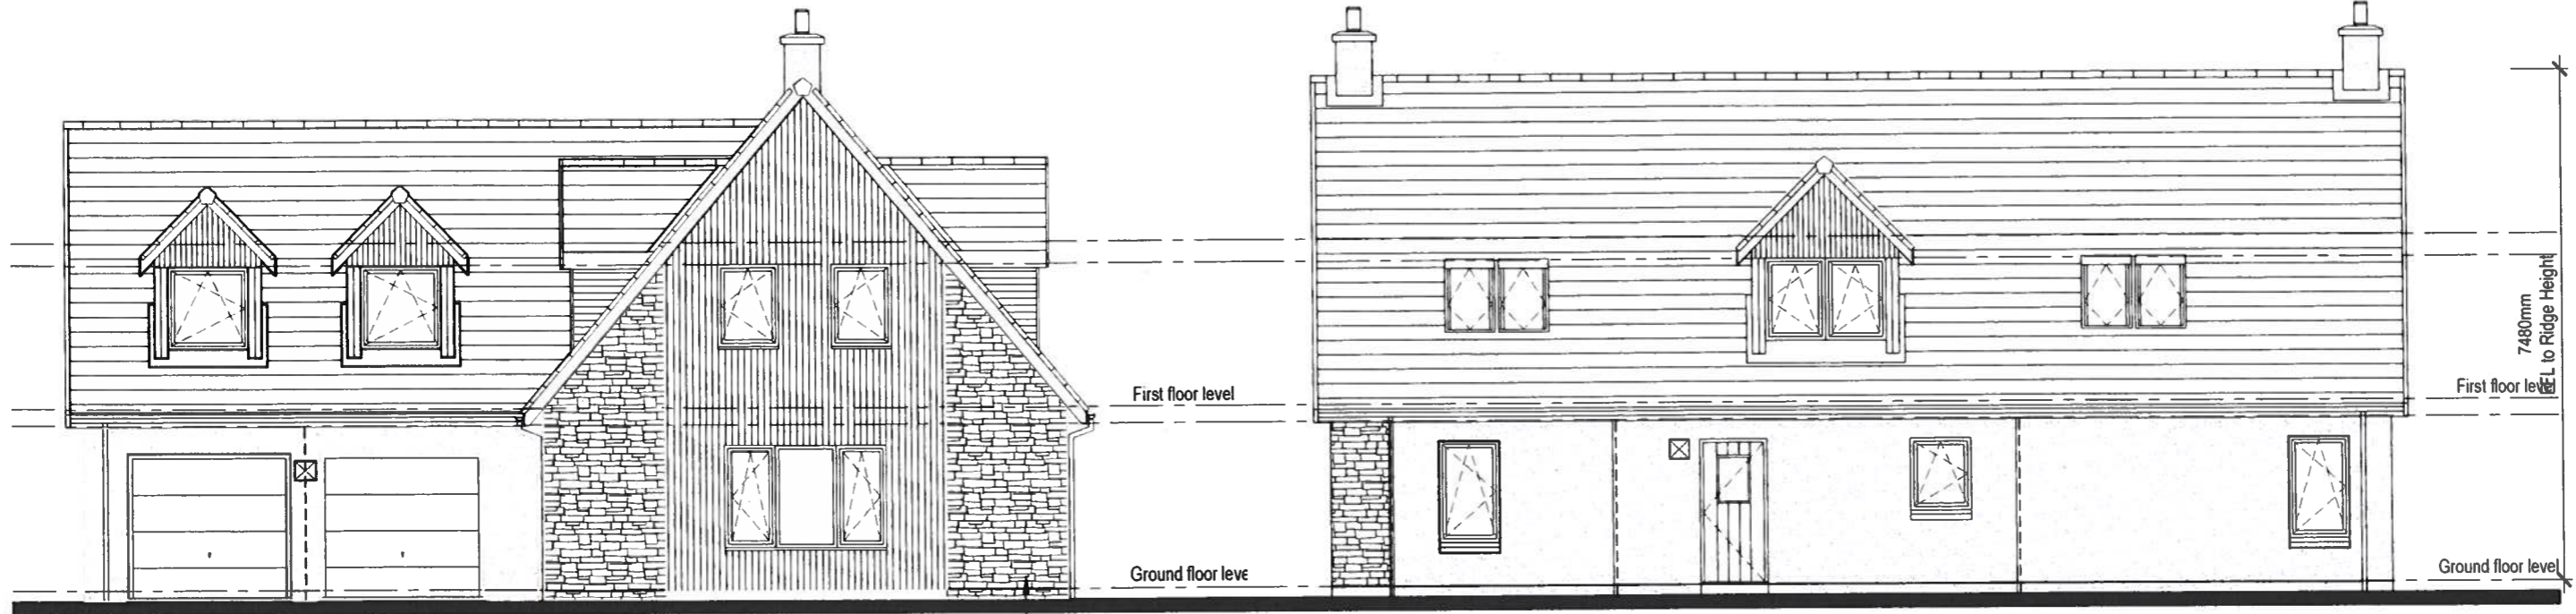 First floor level
Ground floor leve
7480mm
FFL to Ridge Height
First floor level
Ground floor level